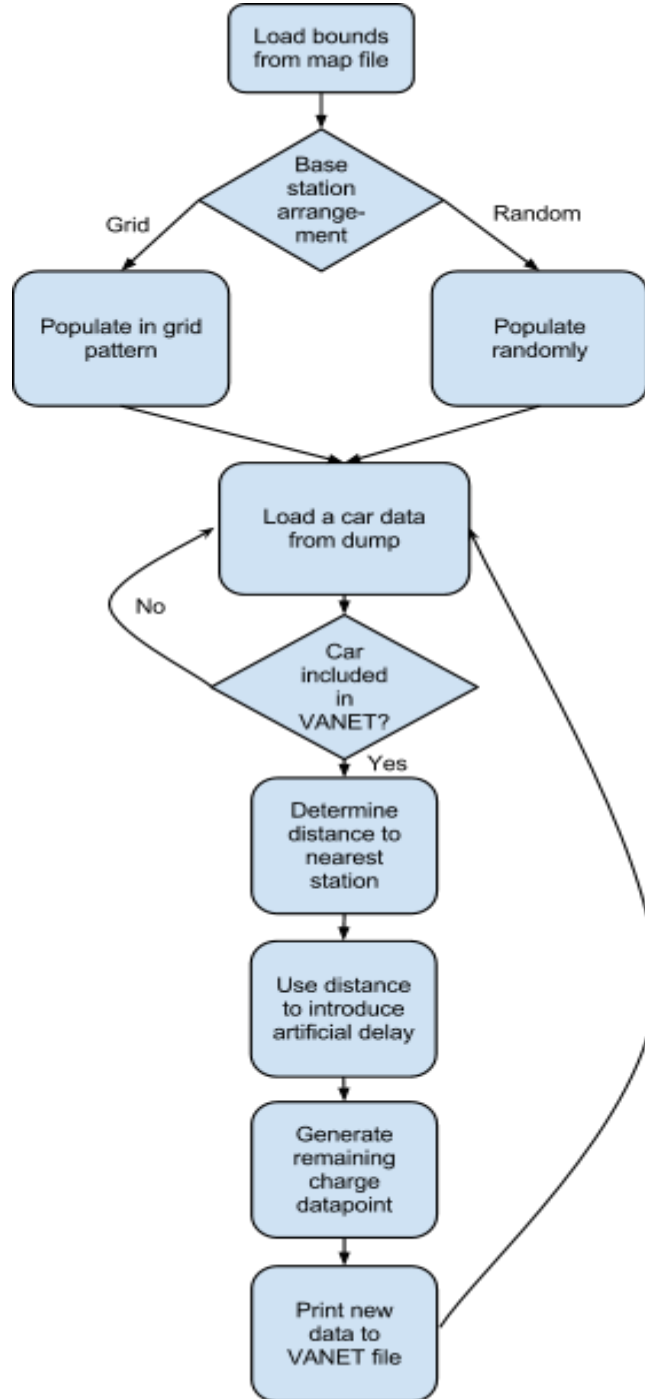 Load bounds
from map file
Base
station
arrange-
ment
Grid
Random
Populate in grid
pattern
Populate
randomly
Load a car data
from dump
No
Car
included
in
VANET?
Yes
Determine
distance to
nearest
station
Use distance
to introduce
artificial delay
Generate
remaining
charge
datapoint
Print new
data to
VANET file